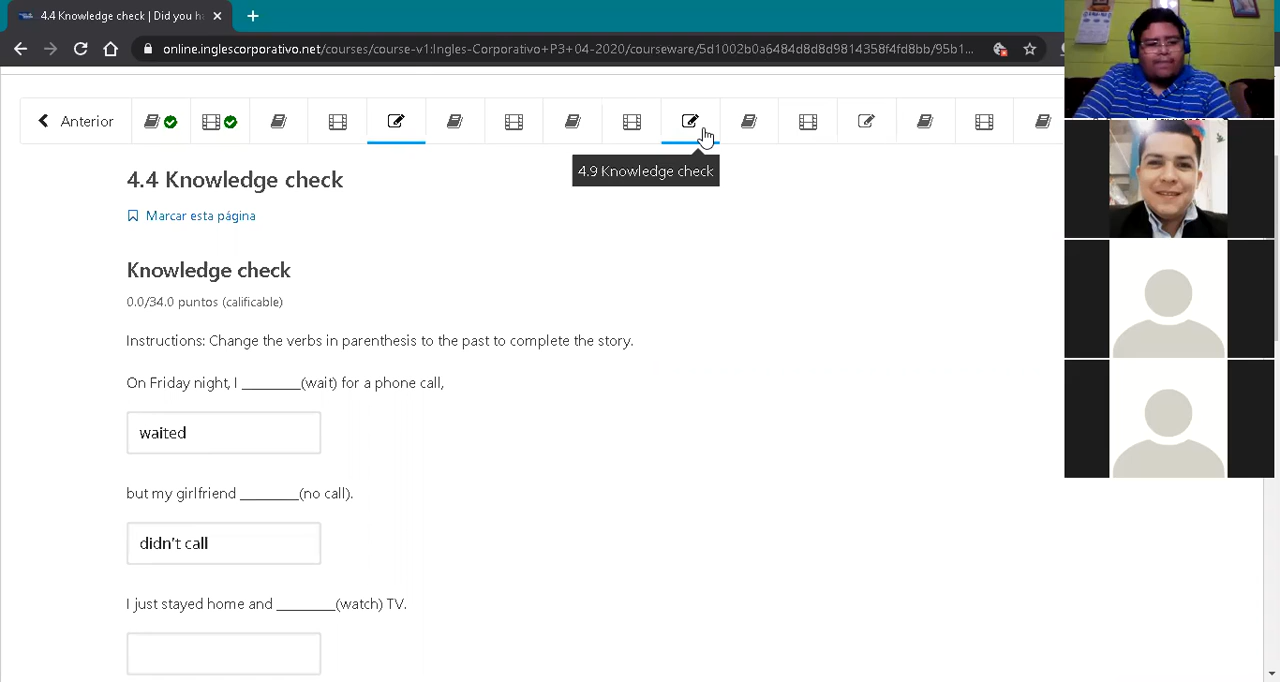 4.4 Knowledge check | Did you ha
online.inglescorporativo.net/courses/course-v1:Ingles-Corporativo+P3+04-2020/courseware/5d1002b0a6484d8d8d9814358f4fd8bb/95b1...
Anterior
4.9 Knowledge check
4.4 Knowledge check
Marcar esta página
Knowledge check
0.0/34.0 puntos (calificable)
Instructions: Change the verbs in parenthesis to the past to complete the story.
On Friday night, I ________(wait) for a phone call,
waited
but my girlfriend ________(no call).
didn't call
I just stayed home and ________(watch) TV.